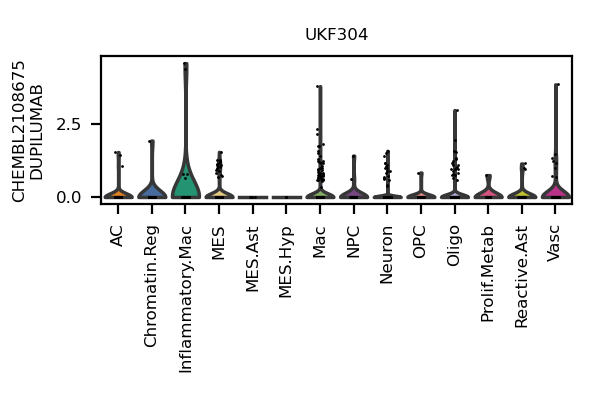 UKF304
CHEMBL2108675
DUPILUMAB
2.5
0.0
AC
Chromatin.Reg
Inflammatory.Mac
MES
MES.Ast
MES.Hyp
Mac
NPC
Neuron
OPC
Oligo
Prolif.Metab
Reactive.Ast
Vasc